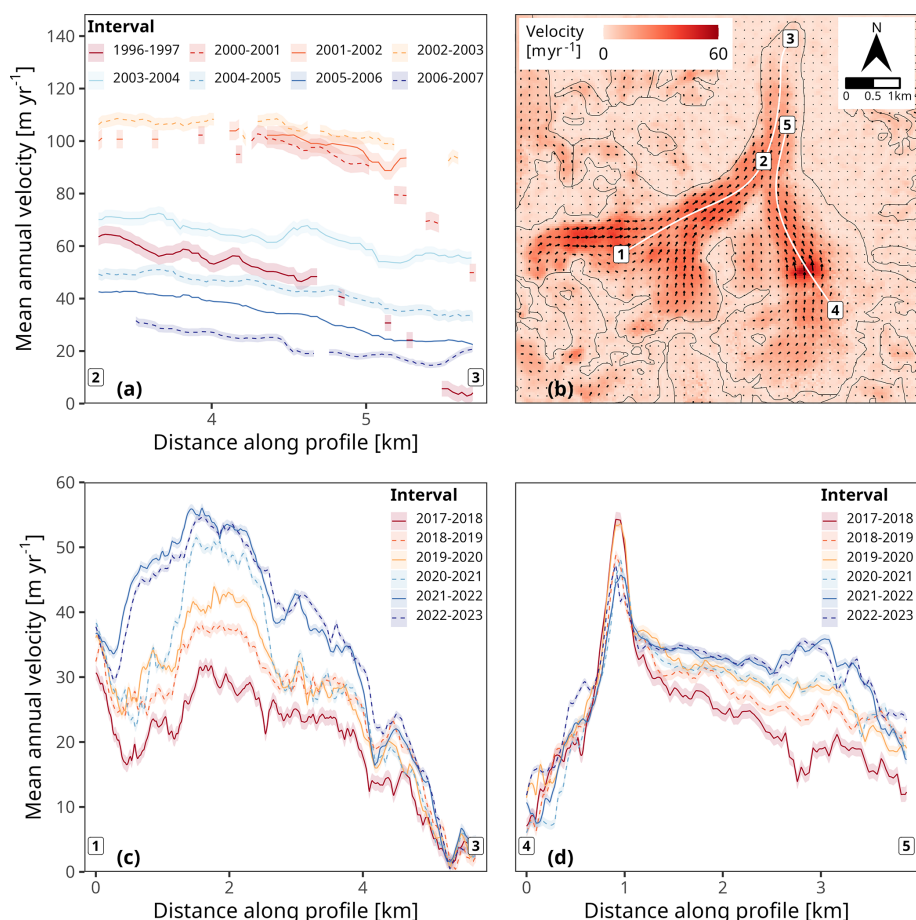 Interval
1996-1997 2000-2001 2001-2002 2002-2003
2003-2004 2004-2005 2005-2006 2006-2007
Mean annual velocity [m yr⁻¹]
140
120
100
80
60
40
20
0
2 (a) 3
4 5
Distance along profile [km]
Velocity
[m yr⁻¹]
0 60
N
0 0.5 1km
3
5
2
1
4
(b)
Interval
2017-2018
2018-2019
2019-2020
2020-2021
2021-2022
2022-2023
Mean annual velocity [m yr⁻¹]
60
50
40
30
20
10
0
1 (c) 3
0 2 4
Distance along profile [km]
Interval
2017-2018
2018-2019
2019-2020
2020-2021
2021-2022
2022-2023
4 (d) 5
0 1 2 3
Distance along profile [km]